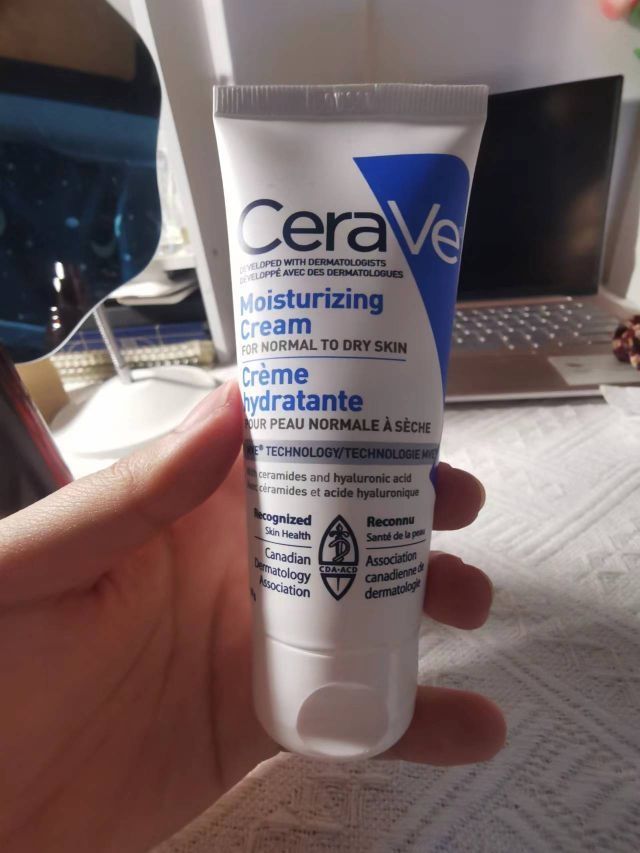 CeraVe
DEVELOPED WITH DERMATOLOGISTS
DÉVELOPPÉ AVEC DES DERMATOLOGUES
Moisturizing
Cream
FOR NORMAL TO DRY SKIN
Crème
hydratante
POUR PEAU NORMALE À SÈCHE
TECHNOLOGY/TECHNOLOGIE
ceramides and hyaluronic acid
céramides et acide hyaluronique
Recognized
Skin Health
Canadian
Dermatology
Association
CDA·ACD
Reconnu
Santé de la peau
Association
canadienne de
dermatologie